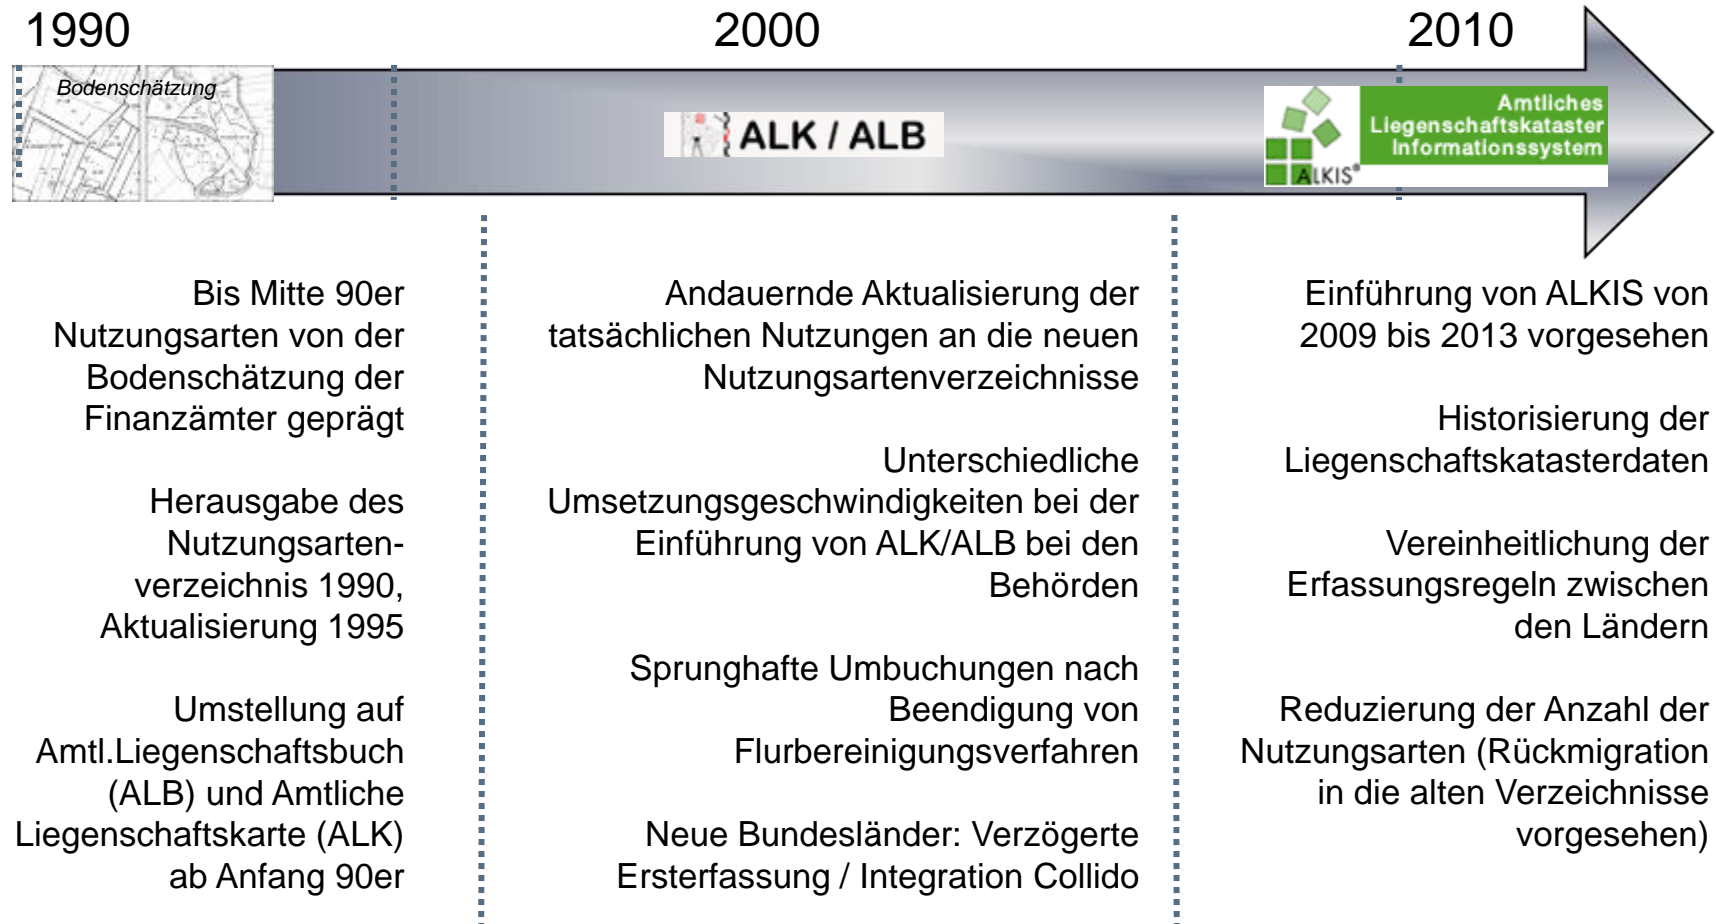 1990
2000
2010
Bodenschätzung
ALK / ALB
Amtliches
Liegenschaftskataster
Informationssystem
ALKIS®
Bis Mitte 90er
Nutzungsarten von der
Bodenschätzung der
Finanzämter geprägt
Herausgabe des
Nutzungsarten-
verzeichnis 1990,
Aktualisierung 1995
Umstellung auf
Amtl.Liegenschaftsbuch
(ALB) und Amtliche
Liegenschaftskarte (ALK)
ab Anfang 90er
Andauernde Aktualisierung der
tatsächlichen Nutzungen an die neuen
Nutzungsartenverzeichnisse
Unterschiedliche
Umsetzungsgeschwindigkeiten bei der
Einführung von ALK/ALB bei den
Behörden
Sprunghafte Umbuchungen nach
Beendigung von
Flurbereinigungsverfahren
Neue Bundesländer: Verzögerte
Ersterfassung / Integration Collido
Einführung von ALKIS von
2009 bis 2013 vorgesehen
Historisierung der
Liegenschaftskatasterdaten
Vereinheitlichung der
Erfassungsregeln zwischen
den Ländern
Reduzierung der Anzahl der
Nutzungsarten (Rückmigration
in die alten Verzeichnisse
vorgesehen)